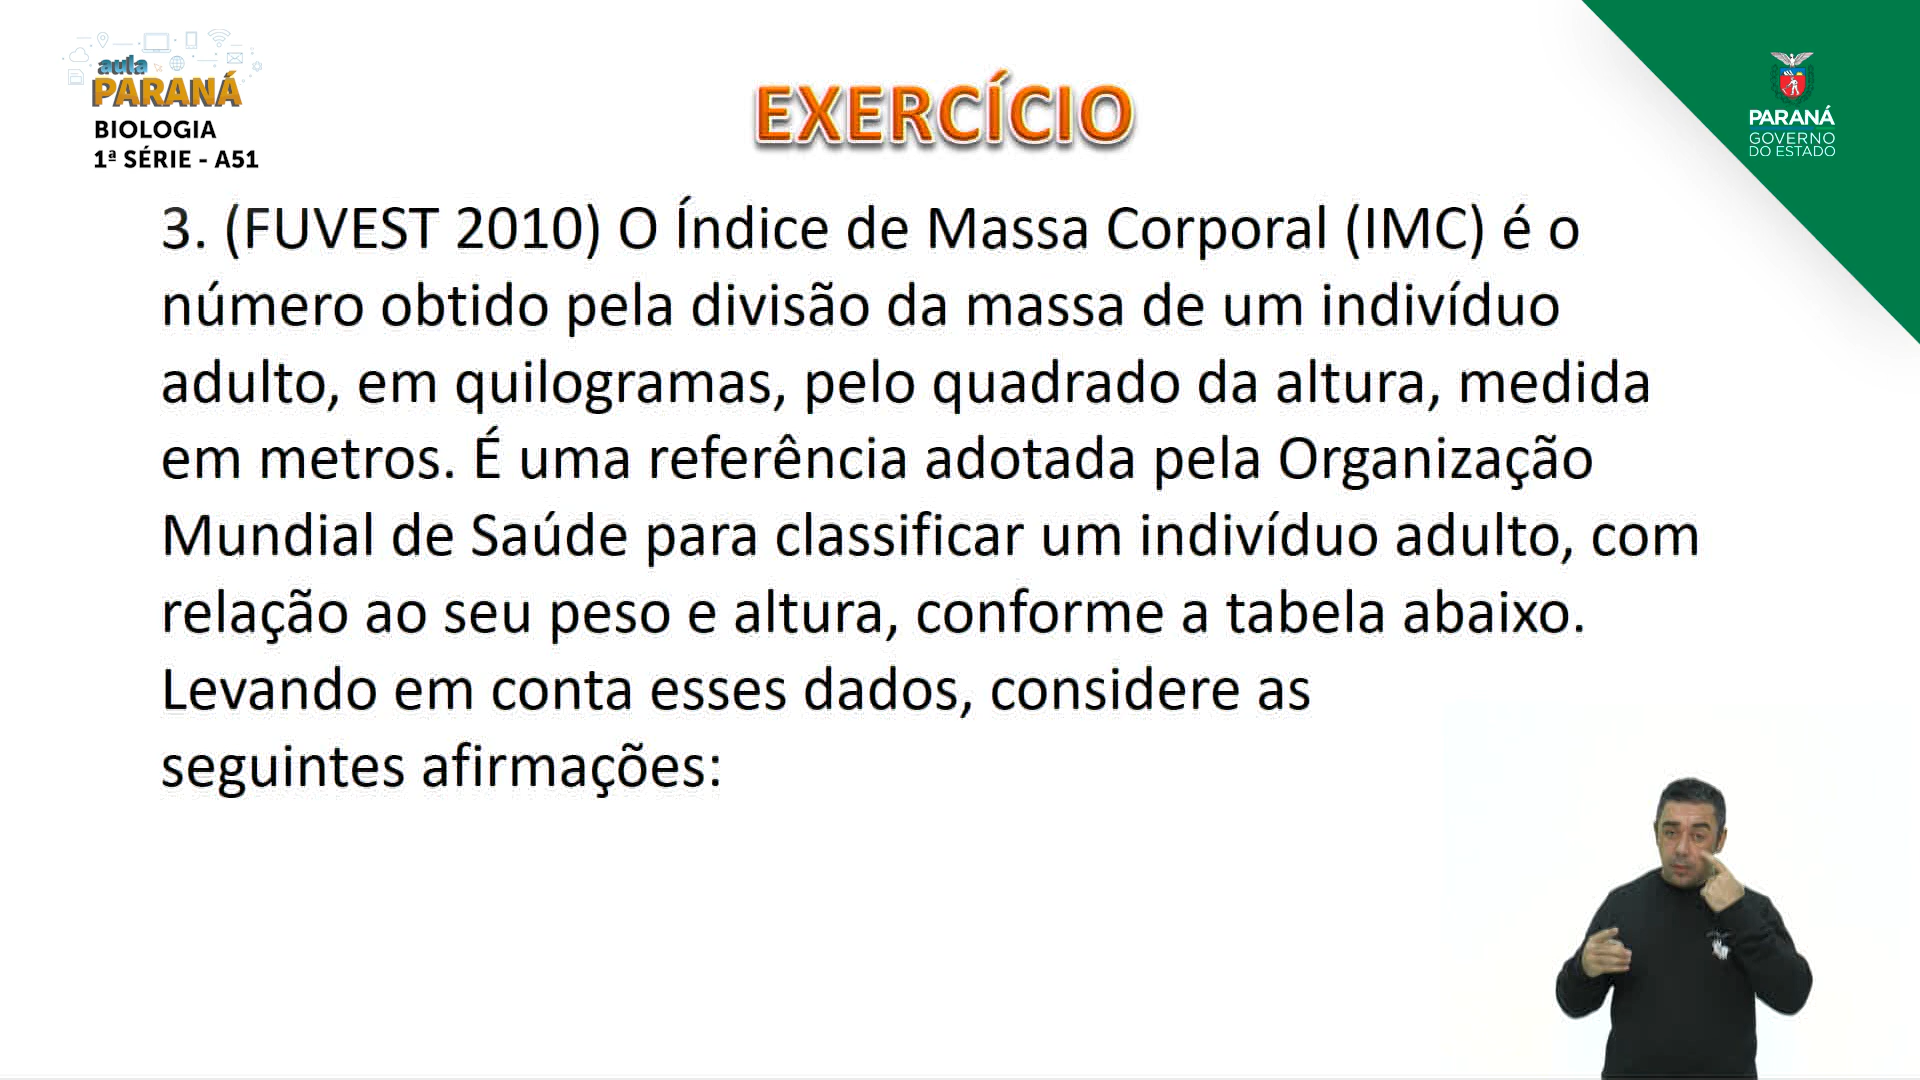 aula
PARANÁ
BIOLOGIA
1ª SÉRIE - A51
EXERCÍCIO
PARANÁ
GOVERNO
DO ESTADO
3. (FUVEST 2010) O Índice de Massa Corporal (IMC) é o
número obtido pela divisão da massa de um indivíduo
adulto, em quilogramas, pelo quadrado da altura, medida
em metros. É uma referência adotada pela Organização
Mundial de Saúde para classificar um indivíduo adulto, com
relação ao seu peso e altura, conforme a tabela abaixo.
Levando em conta esses dados, considere as
seguintes afirmações: